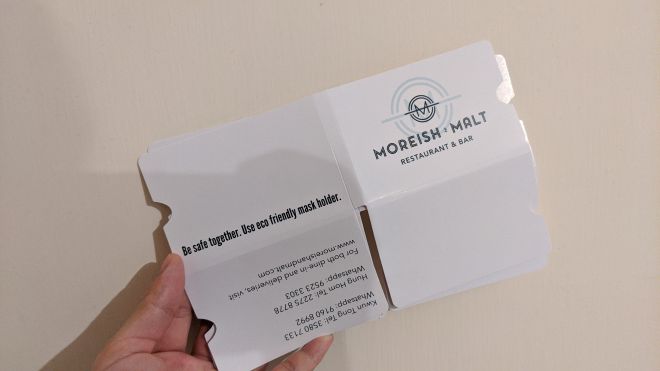 M
MOREISH & MALT
RESTAURANT & BAR
Be safe together. Use eco friendly mask holder.
Kwun Tong Tel: 3580 7133
Whatsapp: 9160 8992
Hung Hom Tel: 2275 8778
Whatsapp: 9523 3303
For both dine-in and deliveries, visit
www.moreishandmalt.com